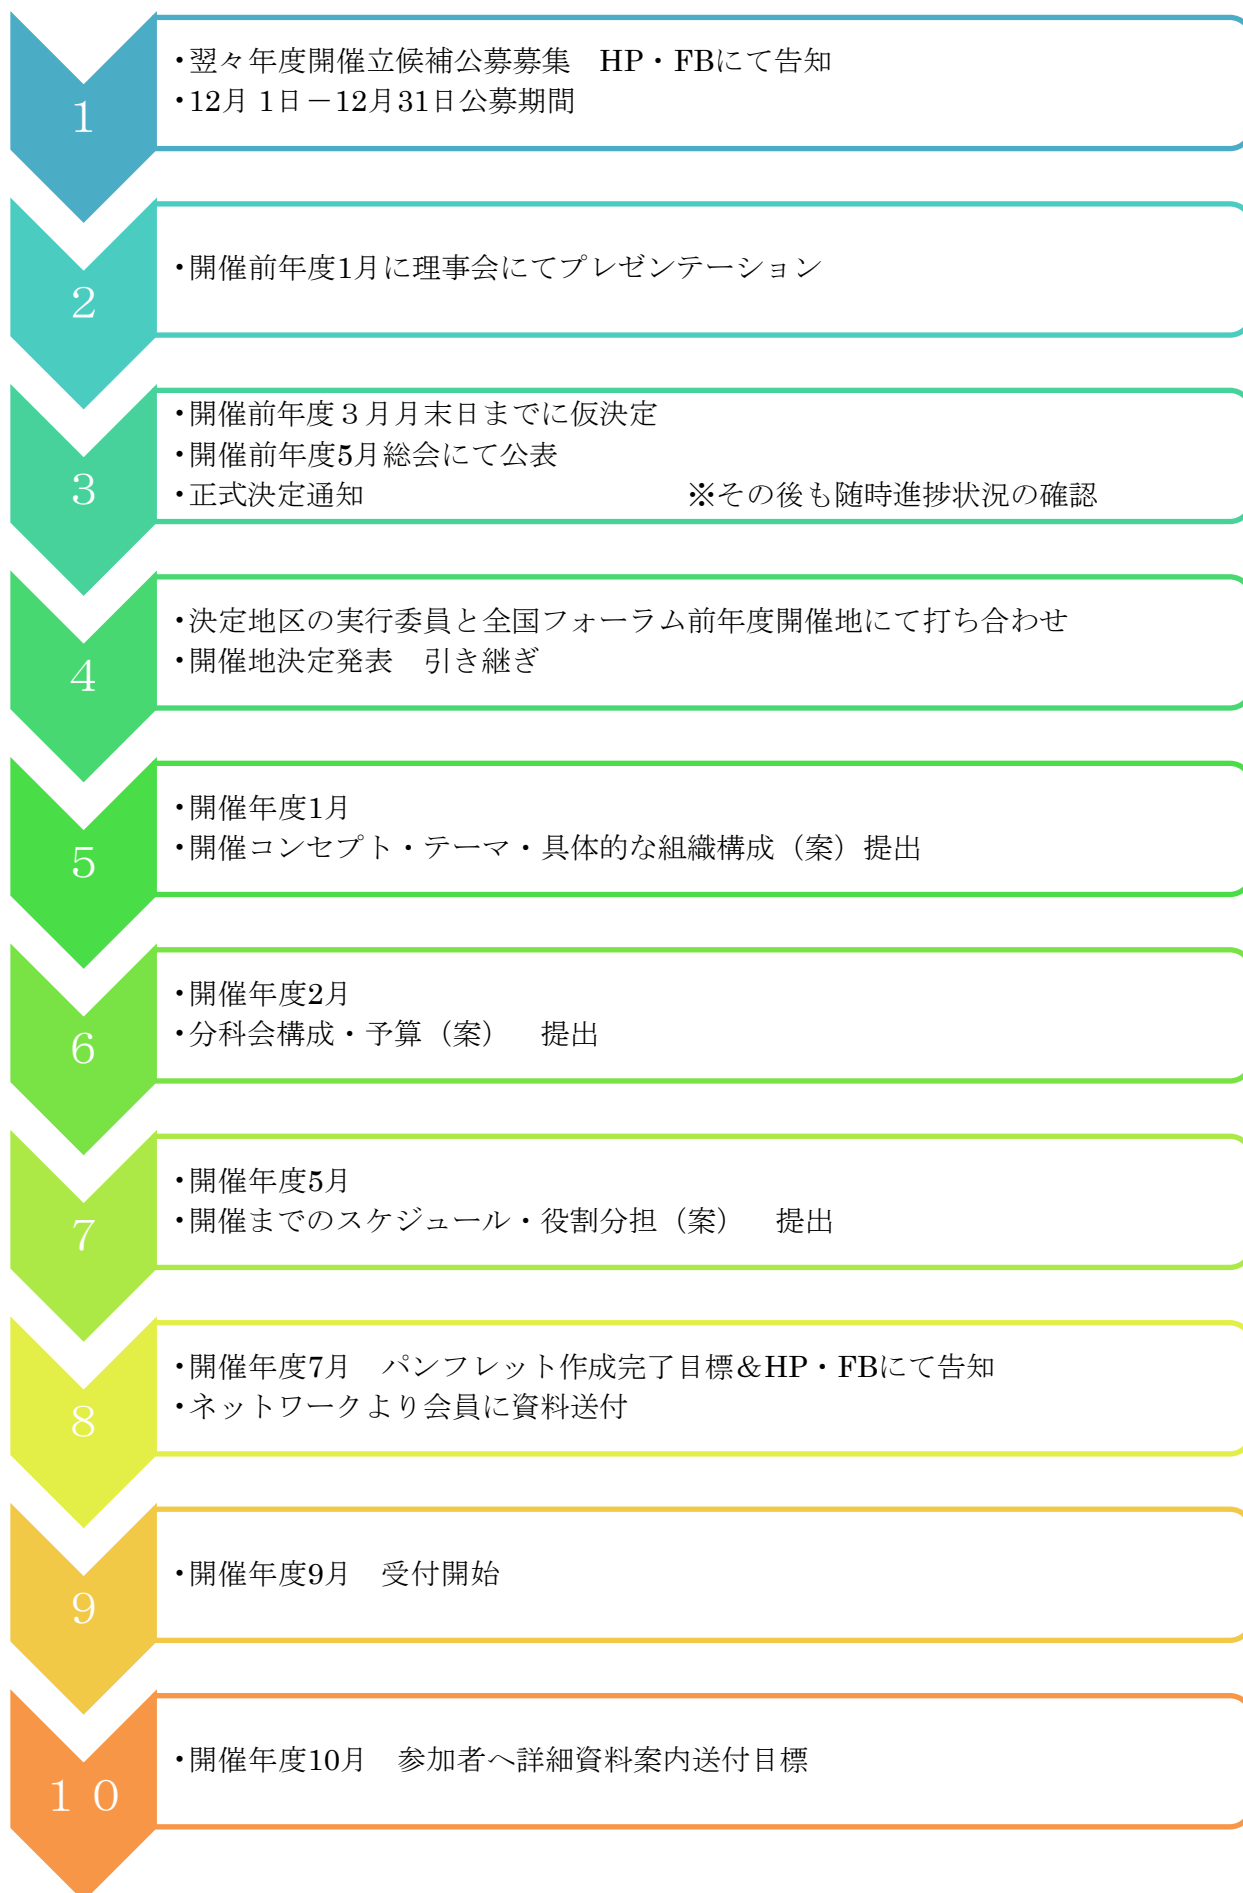 1
・翌々年度開催立候補公募募集　HP・FBにて告知
・12月 1日－12月31日公募期間
2
・開催前年度1月に理事会にてプレゼンテーション
3
・開催前年度３月月末日までに仮決定
・開催前年度5月総会にて公表
・正式決定通知　　　　　　　　　　　※その後も随時進捗状況の確認
4
・決定地区の実行委員と全国フォーラム前年度開催地にて打ち合わせ
・開催地決定発表　引き継ぎ
5
・開催年度1月
・開催コンセプト・テーマ・具体的な組織構成（案）提出
6
・開催年度2月
・分科会構成・予算（案）　提出
7
・開催年度5月
・開催までのスケジュール・役割分担（案）　提出
8
・開催年度7月　パンフレット作成完了目標＆HP・FBにて告知
・ネットワークより会員に資料送付
9
・開催年度9月　受付開始
１０
・開催年度10月　参加者へ詳細資料案内送付目標